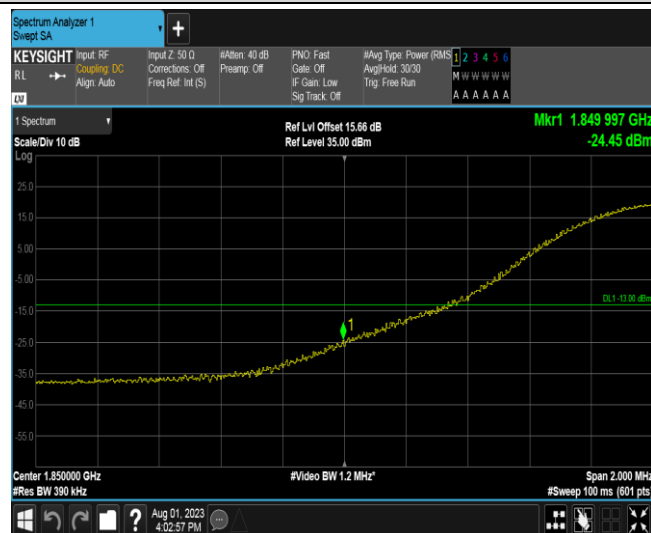 Spectrum Analyzer 1
Swept SA
+
KEYSIGHT Input: RF Input Z: 50 Ω #Atten: 40 dB PNO: Fast #Avg Type: Power (RMS 1 2 3 4 5 6
RL Coupling: DC Corrections: Off Preamp: Off Gate: Off Avg|Hold: 30/30 M W W W W W
Align: Auto Freq Ref: Int (S) IF Gain: Low Trig: Free Run
Sig Track: Off A A A A A A
LXI
1 Spectrum Ref Lvl Offset 15.66 dB Mkr1 1.849 997 GHz
Scale/Div 10 dB Ref Level 35.00 dBm -24.45 dBm
Log
25.0
15.0
5.00
-5.00
DL1 -13.00 dBm
-15.0
1
-25.0
-35.0
-45.0
-55.0
Center 1.850000 GHz #Video BW 1.2 MHz* Span 2.000 MHz
#Res BW 390 kHz #Sweep 100 ms (601 pts
? Aug 01, 2023
4:02:57 PM